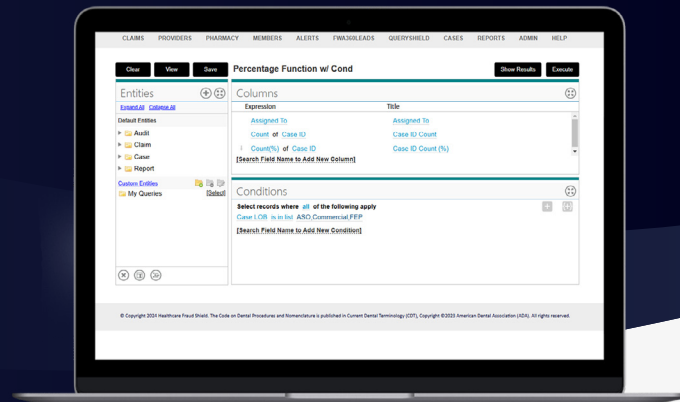 CLAIMS PROVIDERS PHARMACY MEMBERS ALERTS FWA360LEADS QUERYSHIELD CASES REPORTS ADMIN HELP
Clear View Save Percentage Function w/ Cond Show Results Execute
Entities
Expand All Collapse All
Default Entities
Audit
Claim
Case
Report
Custom Entities
My Queries [Select]
Columns
Expression Title
Assigned To Assigned To
Count of Case ID Case ID Count
Count(%) of Case ID Case ID Count (%)
[Search Field Name to Add New Column]
Conditions
Select records where all of the following apply
Case LOB is in list ASO,Commercial,FEP
[Search Field Name to Add New Condition]
© Copyright 2024 Healthcare Fraud Shield. The Code on Dental Procedures and Nomenclature is published in Current Dental Terminology (CDT), Copyright ©2023 American Dental Association (ADA). All rights reserved.